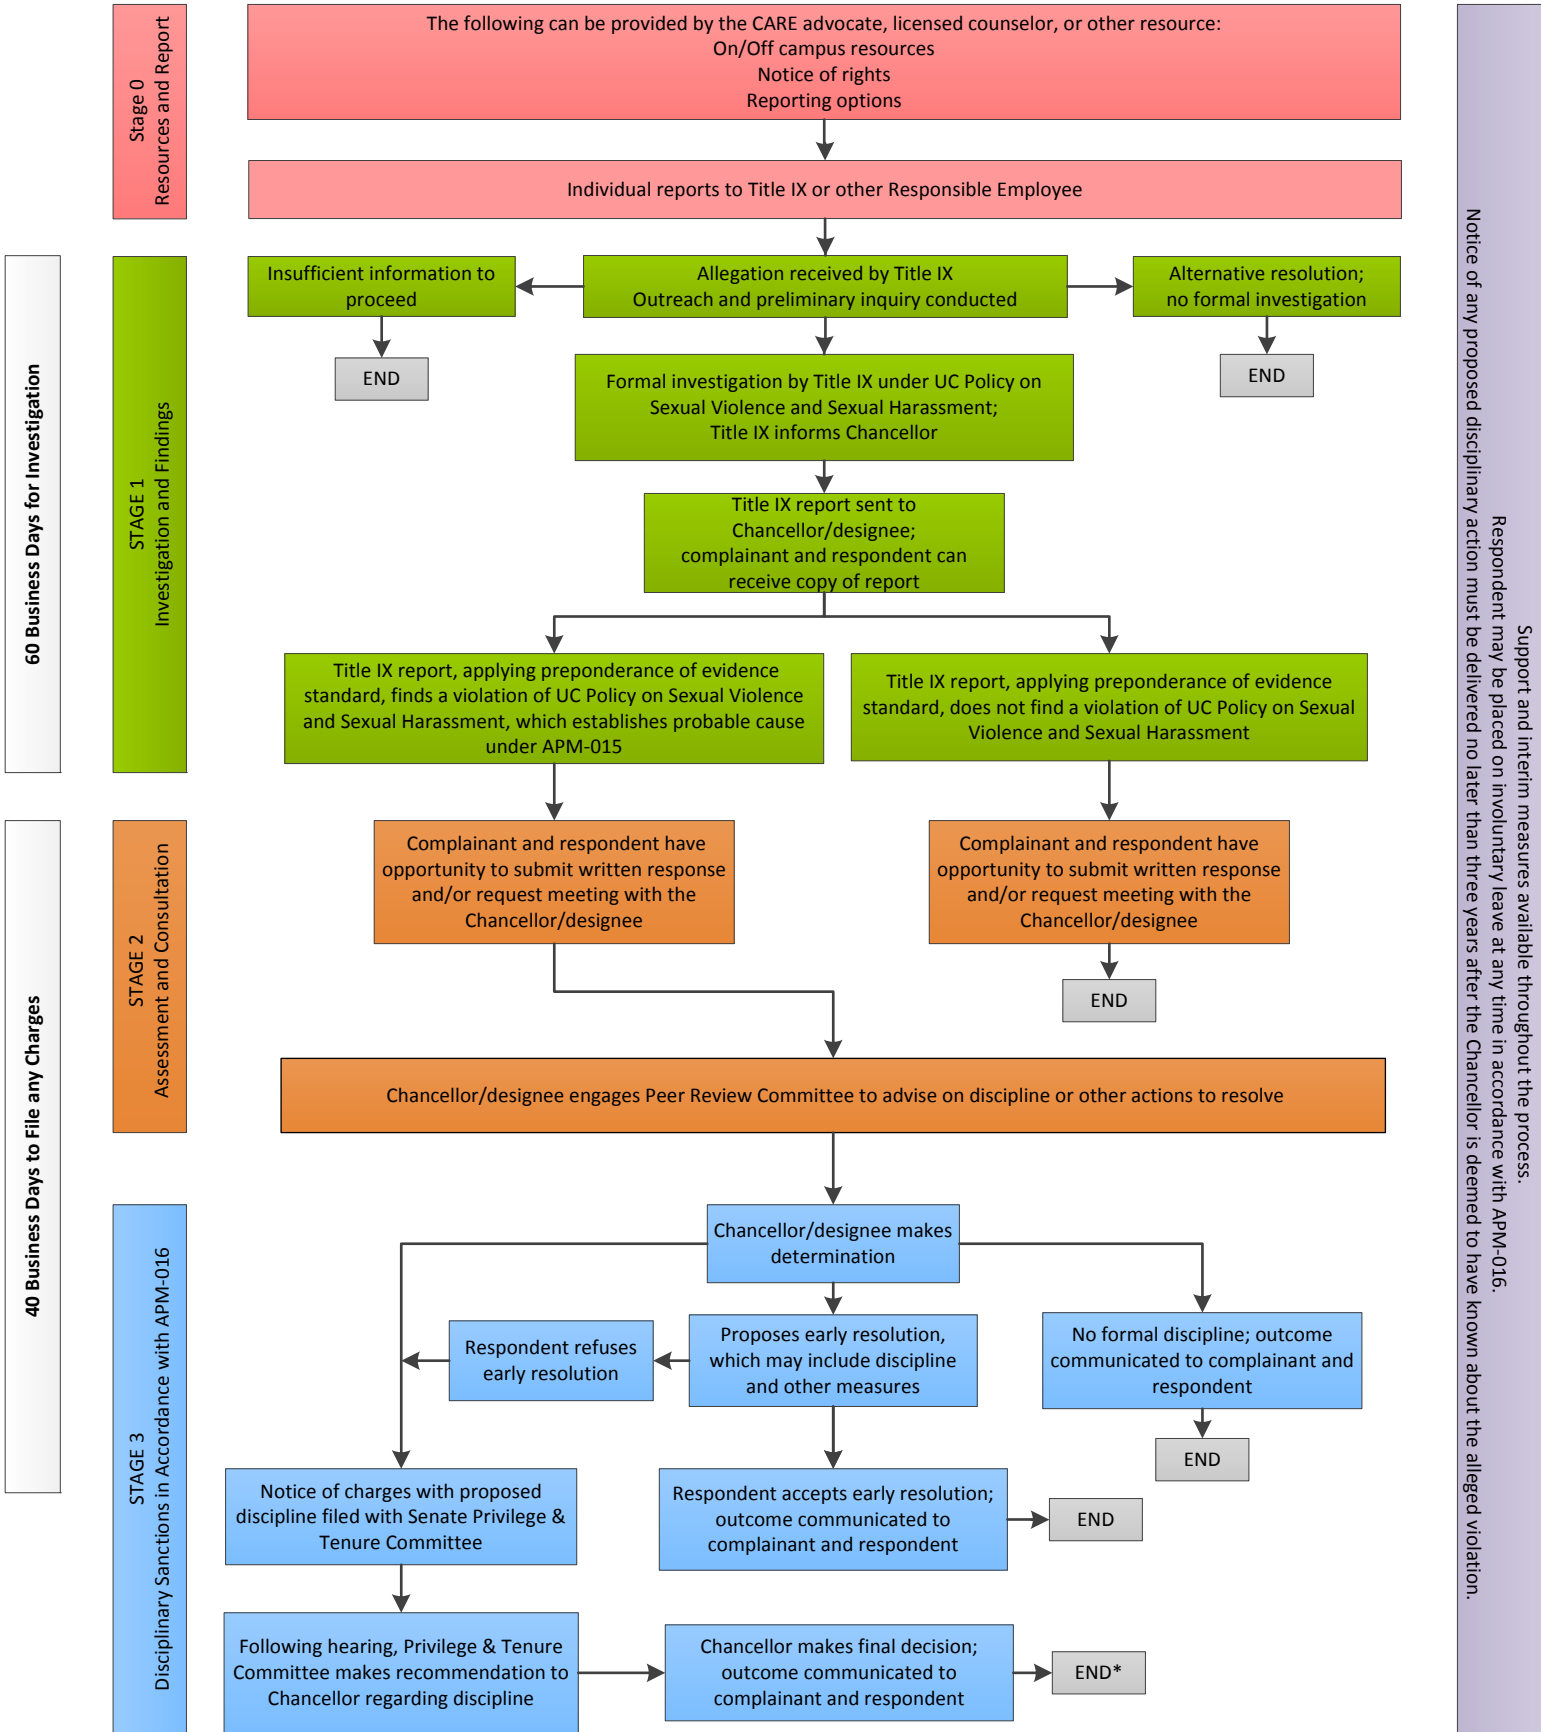 The following can be provided by the CARE advocate, licensed counselor, or other resource:
On/Off campus resources
Notice of rights
Reporting options
Stage 0
Resources and Report
Individual reports to Title IX or other Responsible Employee
60 Business Days for Investigation
STAGE 1
Investigation and Findings
Insufficient information to
proceed
Allegation received by Title IX
Outreach and preliminary inquiry conducted
Alternative resolution;
no formal investigation
END
END
Formal investigation by Title IX under UC Policy on
Sexual Violence and Sexual Harassment;
Title IX informs Chancellor
Title IX report sent to
Chancellor/designee;
complainant and respondent can
receive copy of report
Title IX report, applying preponderance of evidence
standard, finds a violation of UC Policy on Sexual Violence
and Sexual Harassment, which establishes probable cause
under APM-015
Title IX report, applying preponderance of evidence
standard, does not find a violation of UC Policy on Sexual
Violence and Sexual Harassment
40 Business Days to File any Charges
STAGE 2
Assessment and Consultation
Complainant and respondent have
opportunity to submit written response
and/or request meeting with the
Chancellor/designee
Complainant and respondent have
opportunity to submit written response
and/or request meeting with the
Chancellor/designee
END
Chancellor/designee engages Peer Review Committee to advise on discipline or other actions to resolve
STAGE 3
Disciplinary Sanctions in Accordance with APM-016
Chancellor/designee makes
determination
Respondent refuses
early resolution
Proposes early resolution,
which may include discipline
and other measures
No formal discipline; outcome
communicated to complainant and
respondent
END
Notice of charges with proposed
discipline filed with Senate Privilege &
Tenure Committee
Respondent accepts early resolution;
outcome communicated to
complainant and respondent
END
Following hearing, Privilege & Tenure
Committee makes recommendation to
Chancellor regarding discipline
Chancellor makes final decision;
outcome communicated to
complainant and respondent
END*
Support and interim measures available throughout the process.
Respondent may be placed on involuntary leave at any time in accordance with APM-016.
Notice of any proposed disciplinary action must be delivered no later than three years after the Chancellor is deemed to have known about the alleged violation.